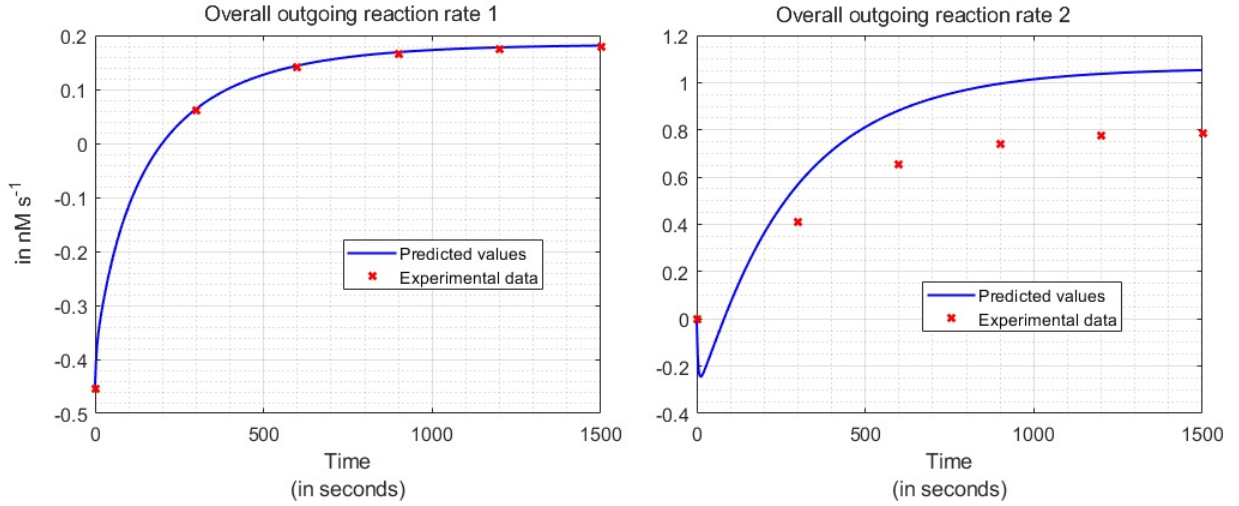 Overall outgoing reaction rate 1
0.2
0.1
0
-0.1
-0.2
-0.3
-0.4
-0.5
in nM s⁻¹
Predicted values
Experimental data
0 500 1000 1500
Time
(in seconds)
Overall outgoing reaction rate 2
1.2
1
0.8
0.6
0.4
0.2
0
-0.2
-0.4
Predicted values
Experimental data
0 500 1000 1500
Time
(in seconds)